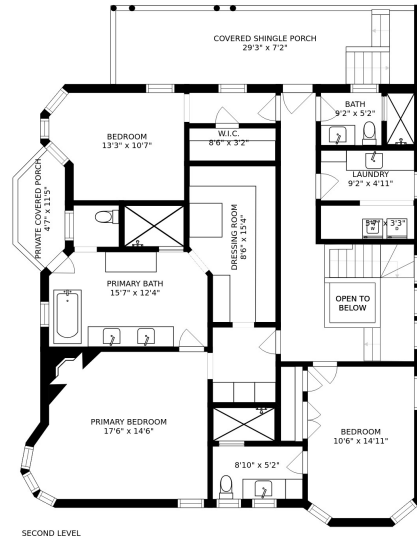 COVERED SHINGLE PORCH
29'3" x 7'2"
BATH
9'2" x 5'2"
BEDROOM
13'3" x 10'7"
W.I.C.
8'6" x 3'2"
LAUNDRY
9'2" x 4'11"
PRIVATE COVERED PORCH
4'7" x 11'5"
DRESSING ROOM
8'6" x 15'4"
x 3'3"
PRIMARY BATH
15'7" x 12'4"
OPEN TO
BELOW
PRIMARY BEDROOM
17'6" x 14'6"
BEDROOM
10'6" x 14'11"
8'10" x 5'2"
SECOND LEVEL